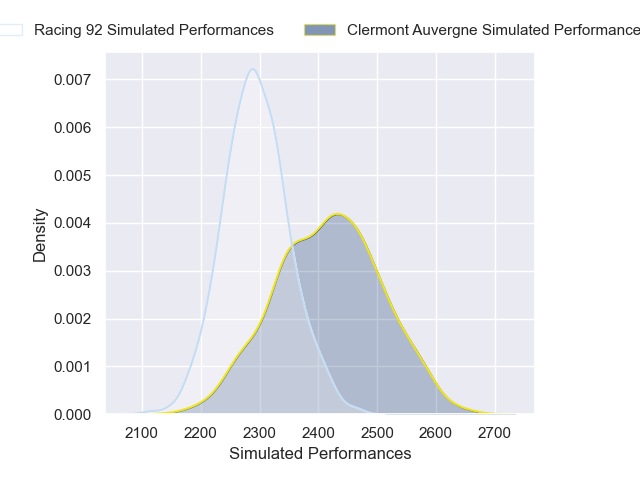 Racing 92 Simulated Performances Clermont Auvergne Simulated Performance
0.007
0.006
0.005
0.004
0.003
0.002
0.001
0.000
Density
2100 2200 2300 2400 2500 2600 2700
Simulated Performances